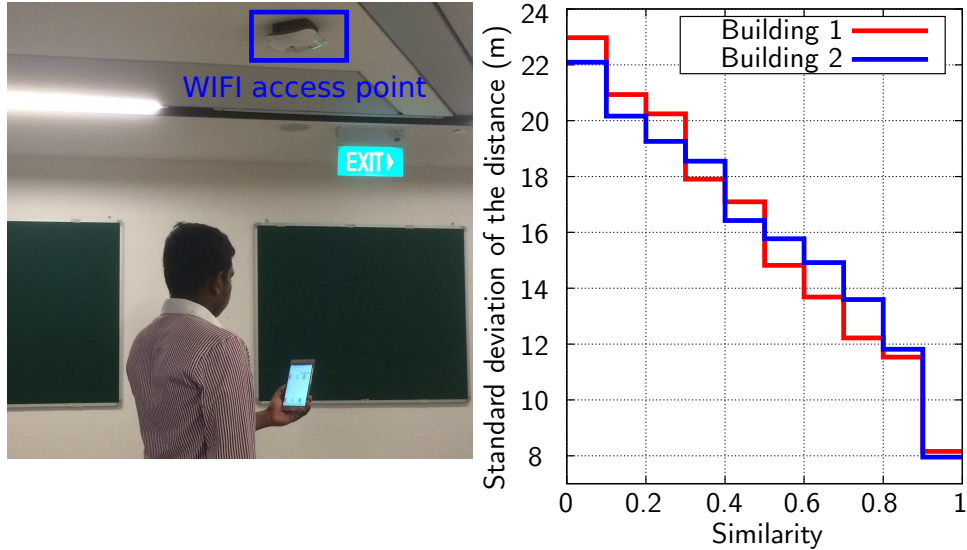 WIFI access point
EXIT
Standard deviation of the distance (m)
24
22
20
18
16
14
12
10
8
Building 1
Building 2
0
0.2
0.4
0.6
0.8
1
Similarity